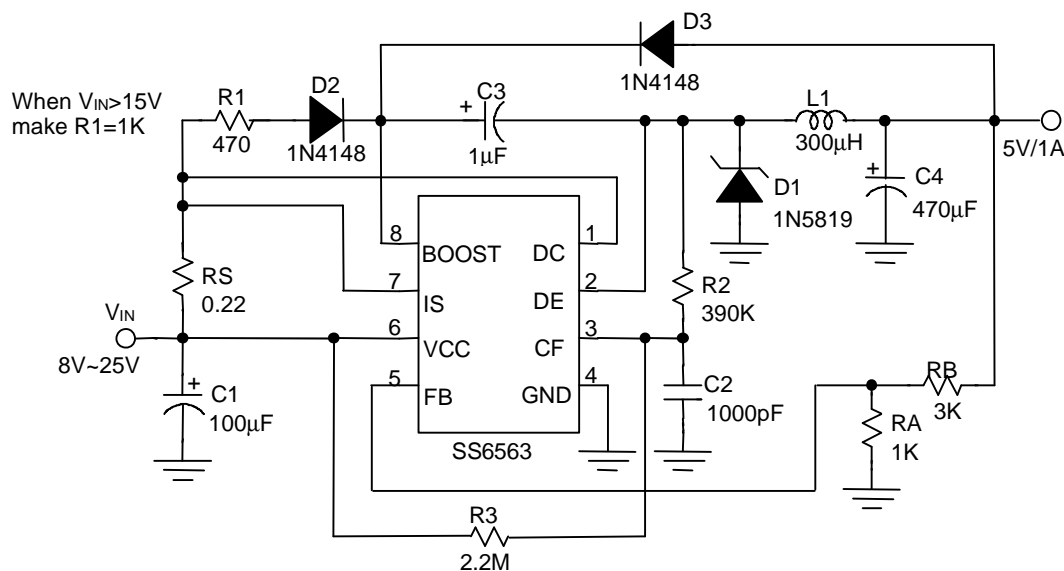 D3
1N4148
When VIN>15V
make R1=1K
R1
470
D2
1N4148
+
C3
1µF
L1
300µH
5V/1A
D1
1N5819
+
C4
470µF
8
BOOST
1
DC
7
IS
2
DE
6
VCC
3
CF
5
FB
4
GND
SS6563
RS
0.22
VIN
8V~25V
+
C1
100µF
R2
390K
C2
1000pF
RB
3K
RA
1K
R3
2.2M